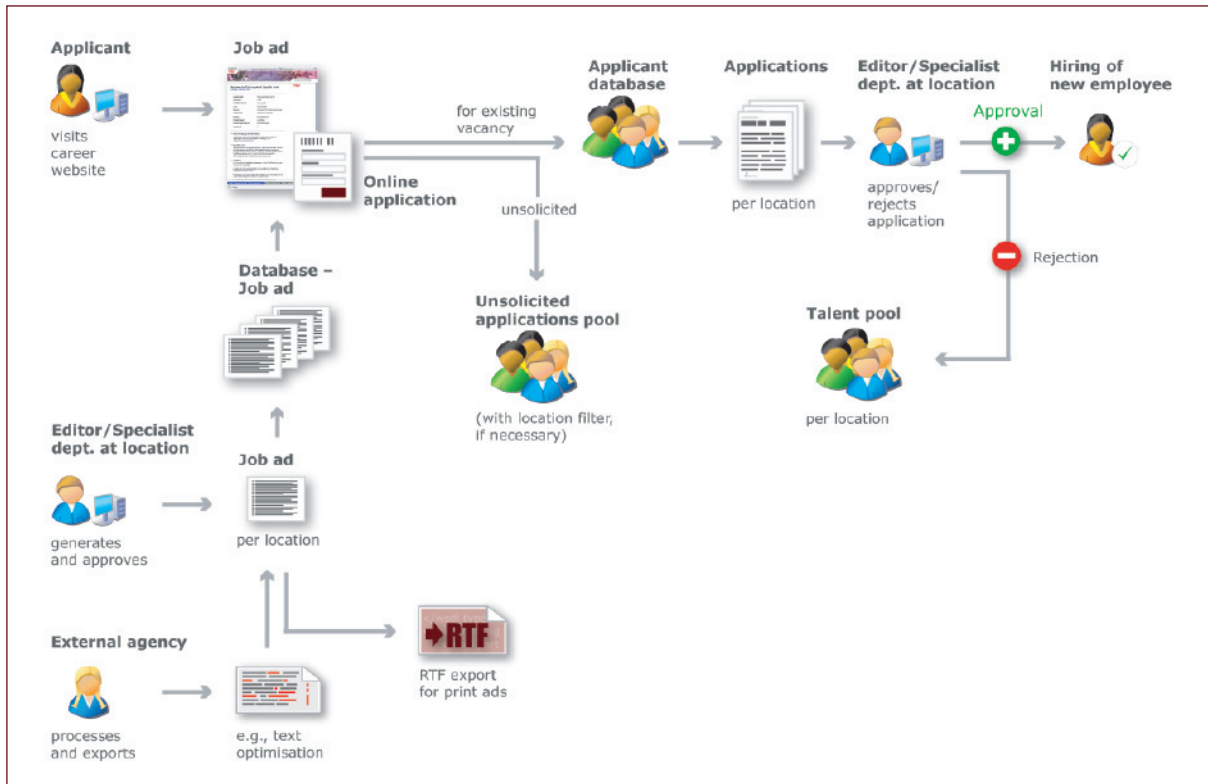 Applicant
visits
career
website
Job ad
Online
application
for existing
vacancy
unsolicited
Applicant
database
Applications
per location
Editor/Specialist
dept. at location
approves/
rejects
application
Approval
Hiring of
new employee
Rejection
Database –
Job ad
Unsolicited
applications pool
(with location filter,
if necessary)
Talent pool
per location
Editor/Specialist
dept. at location
generates
and approves
Job ad
per location
External agency
processes
and exports
e.g., text
optimisation
RTF
RTF export
for print ads